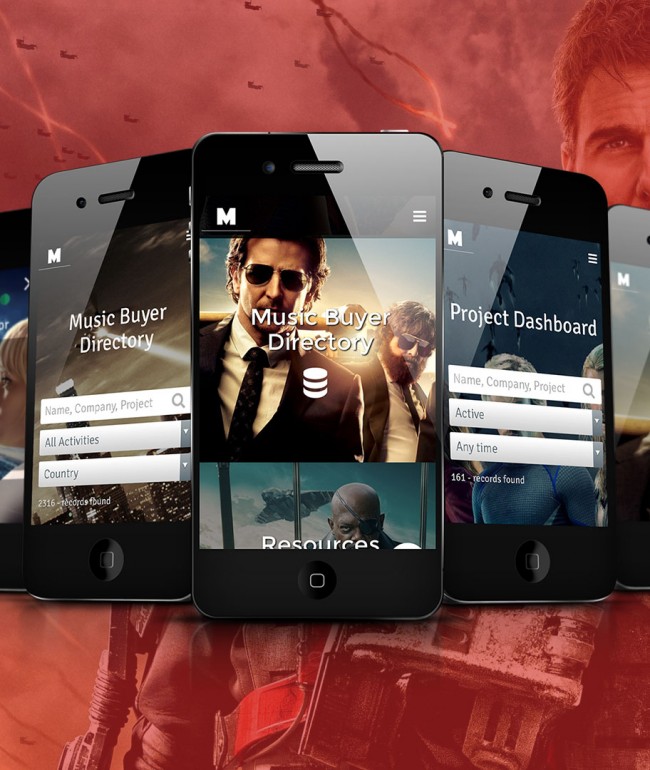 or
M
Music Buyer
Directory
Name, Company, Project
All Activities
Country
2316 - records found
M
Music Buyer
Directory
Resources
M
Project Dashboard
Name, Company, Project
Active
Any time
161 - records found
M